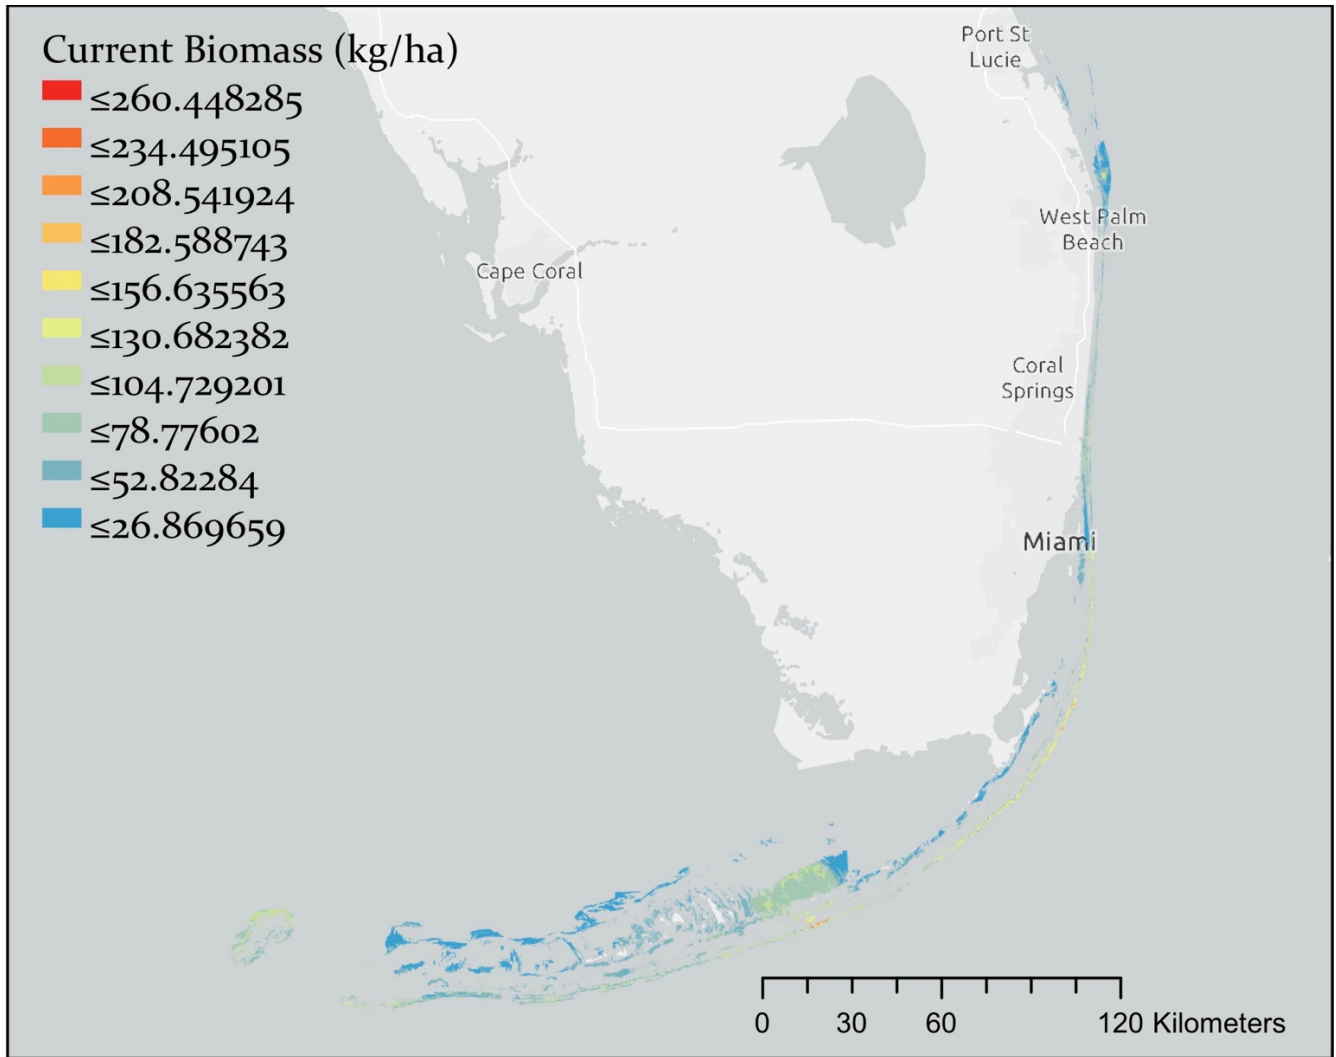 Current Biomass (kg/ha)
≤260.448285
≤234.495105
≤208.541924
≤182.588743
≤156.635563
≤130.682382
≤104.729201
≤78.77602
≤52.82284
≤26.869659
Port St
Lucie
West Palm
Beach
Cape Coral
Coral
Springs
Miami
0 30 60 120 Kilometers